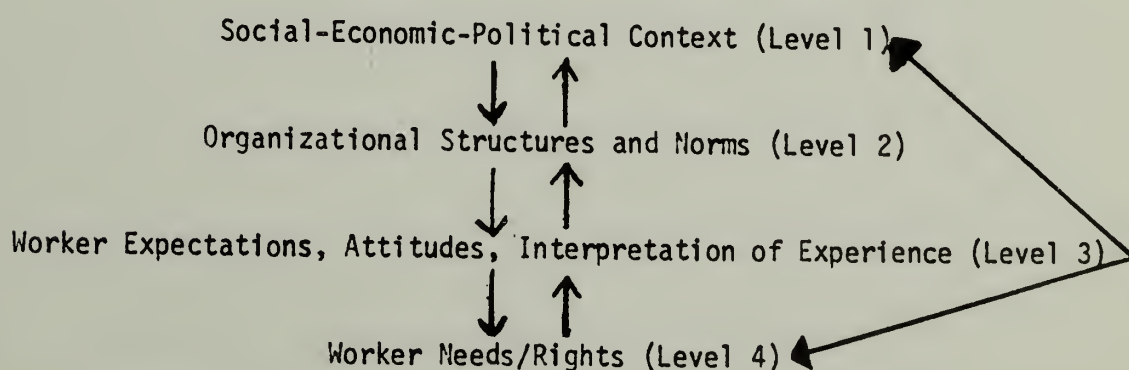 Social-Economic-Political Context (Level 1)
Organizational Structures and Norms (Level 2)
Worker Expectations, Attitudes, Interpretation of Experience (Level 3)
Worker Needs/Rights (Level 4)